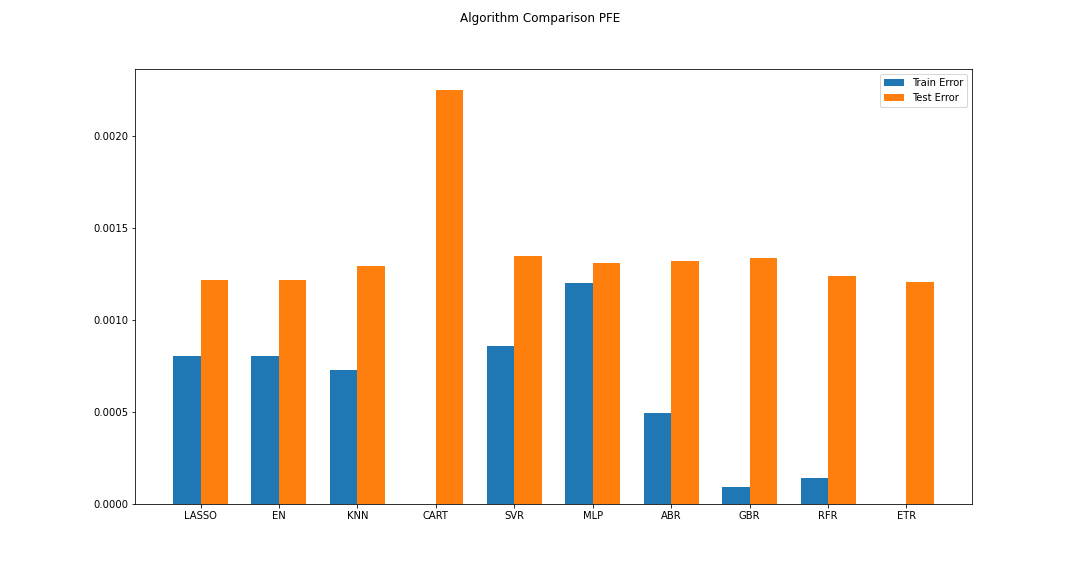 Algorithm Comparison PFE
Train Error
Test Error
0.0020
0.0015
0.0010
0.0005
0.0000
LASSO EN KNN CART SVR MLP ABR GBR RFR ETR